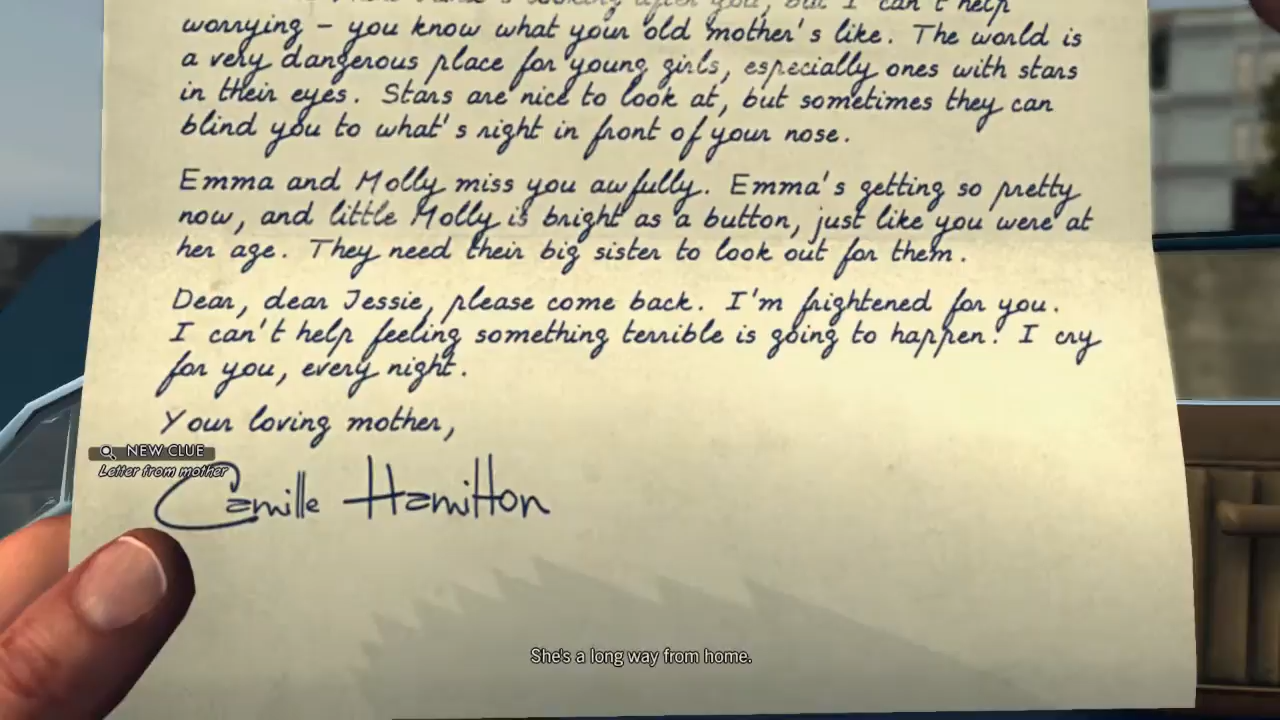 looking after you, but I can't help
worrying – you know what your old mother's like. The world is
a very dangerous place for young girls, especially ones with stars
in their eyes. Stars are nice to look at, but sometimes they can
blind you to what's right in front of your nose.
Emma and Molly miss you awfully. Emma's getting so pretty
now, and little Molly is bright as a button, just like you were at
her age. They need their big sister to look out for them.
Dear, dear Jessie, please come back. I'm frightened for you.
I can't help feeling something terrible is going to happen. I cry
for you, every night.
Your loving mother,
NEW CLUE
Letter from mother
Camille Hamilton
She's a long way from home.